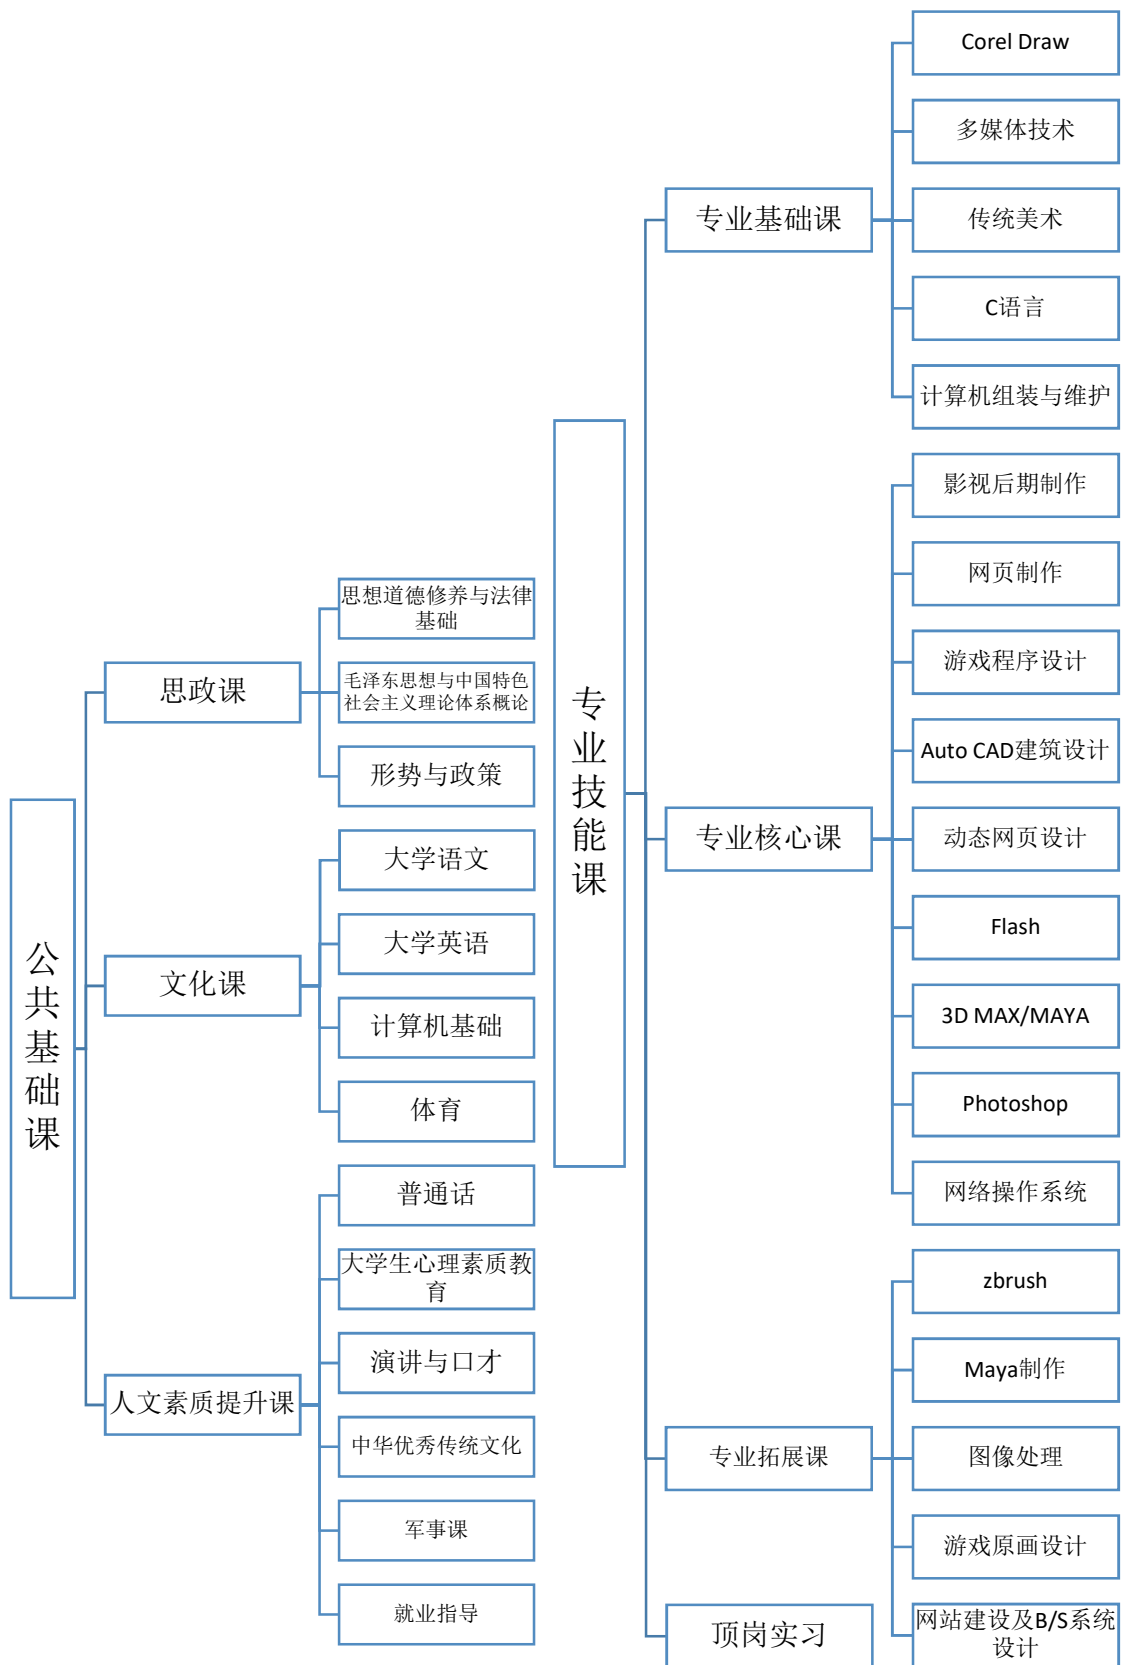 公共基础课
思政课
思想道德修养与法律
基础
毛泽东思想与中国特色
社会主义理论体系概论
形势与政策
文化课
大学语文
大学英语
计算机基础
体育
人文素质提升课
普通话
大学生心理素质教
育
演讲与口才
中华优秀传统文化
军事课
就业指导
专业技能课
专业基础课
Corel Draw
多媒体技术
传统美术
C语言
计算机组装与维护
专业核心课
影视后期制作
网页制作
游戏程序设计
Auto CAD建筑设计
动态网页设计
Flash
3D MAX/MAYA
Photoshop
网络操作系统
专业拓展课
zbrush
Maya制作
图像处理
游戏原画设计
网站建设及B/S系统
设计
顶岗实习